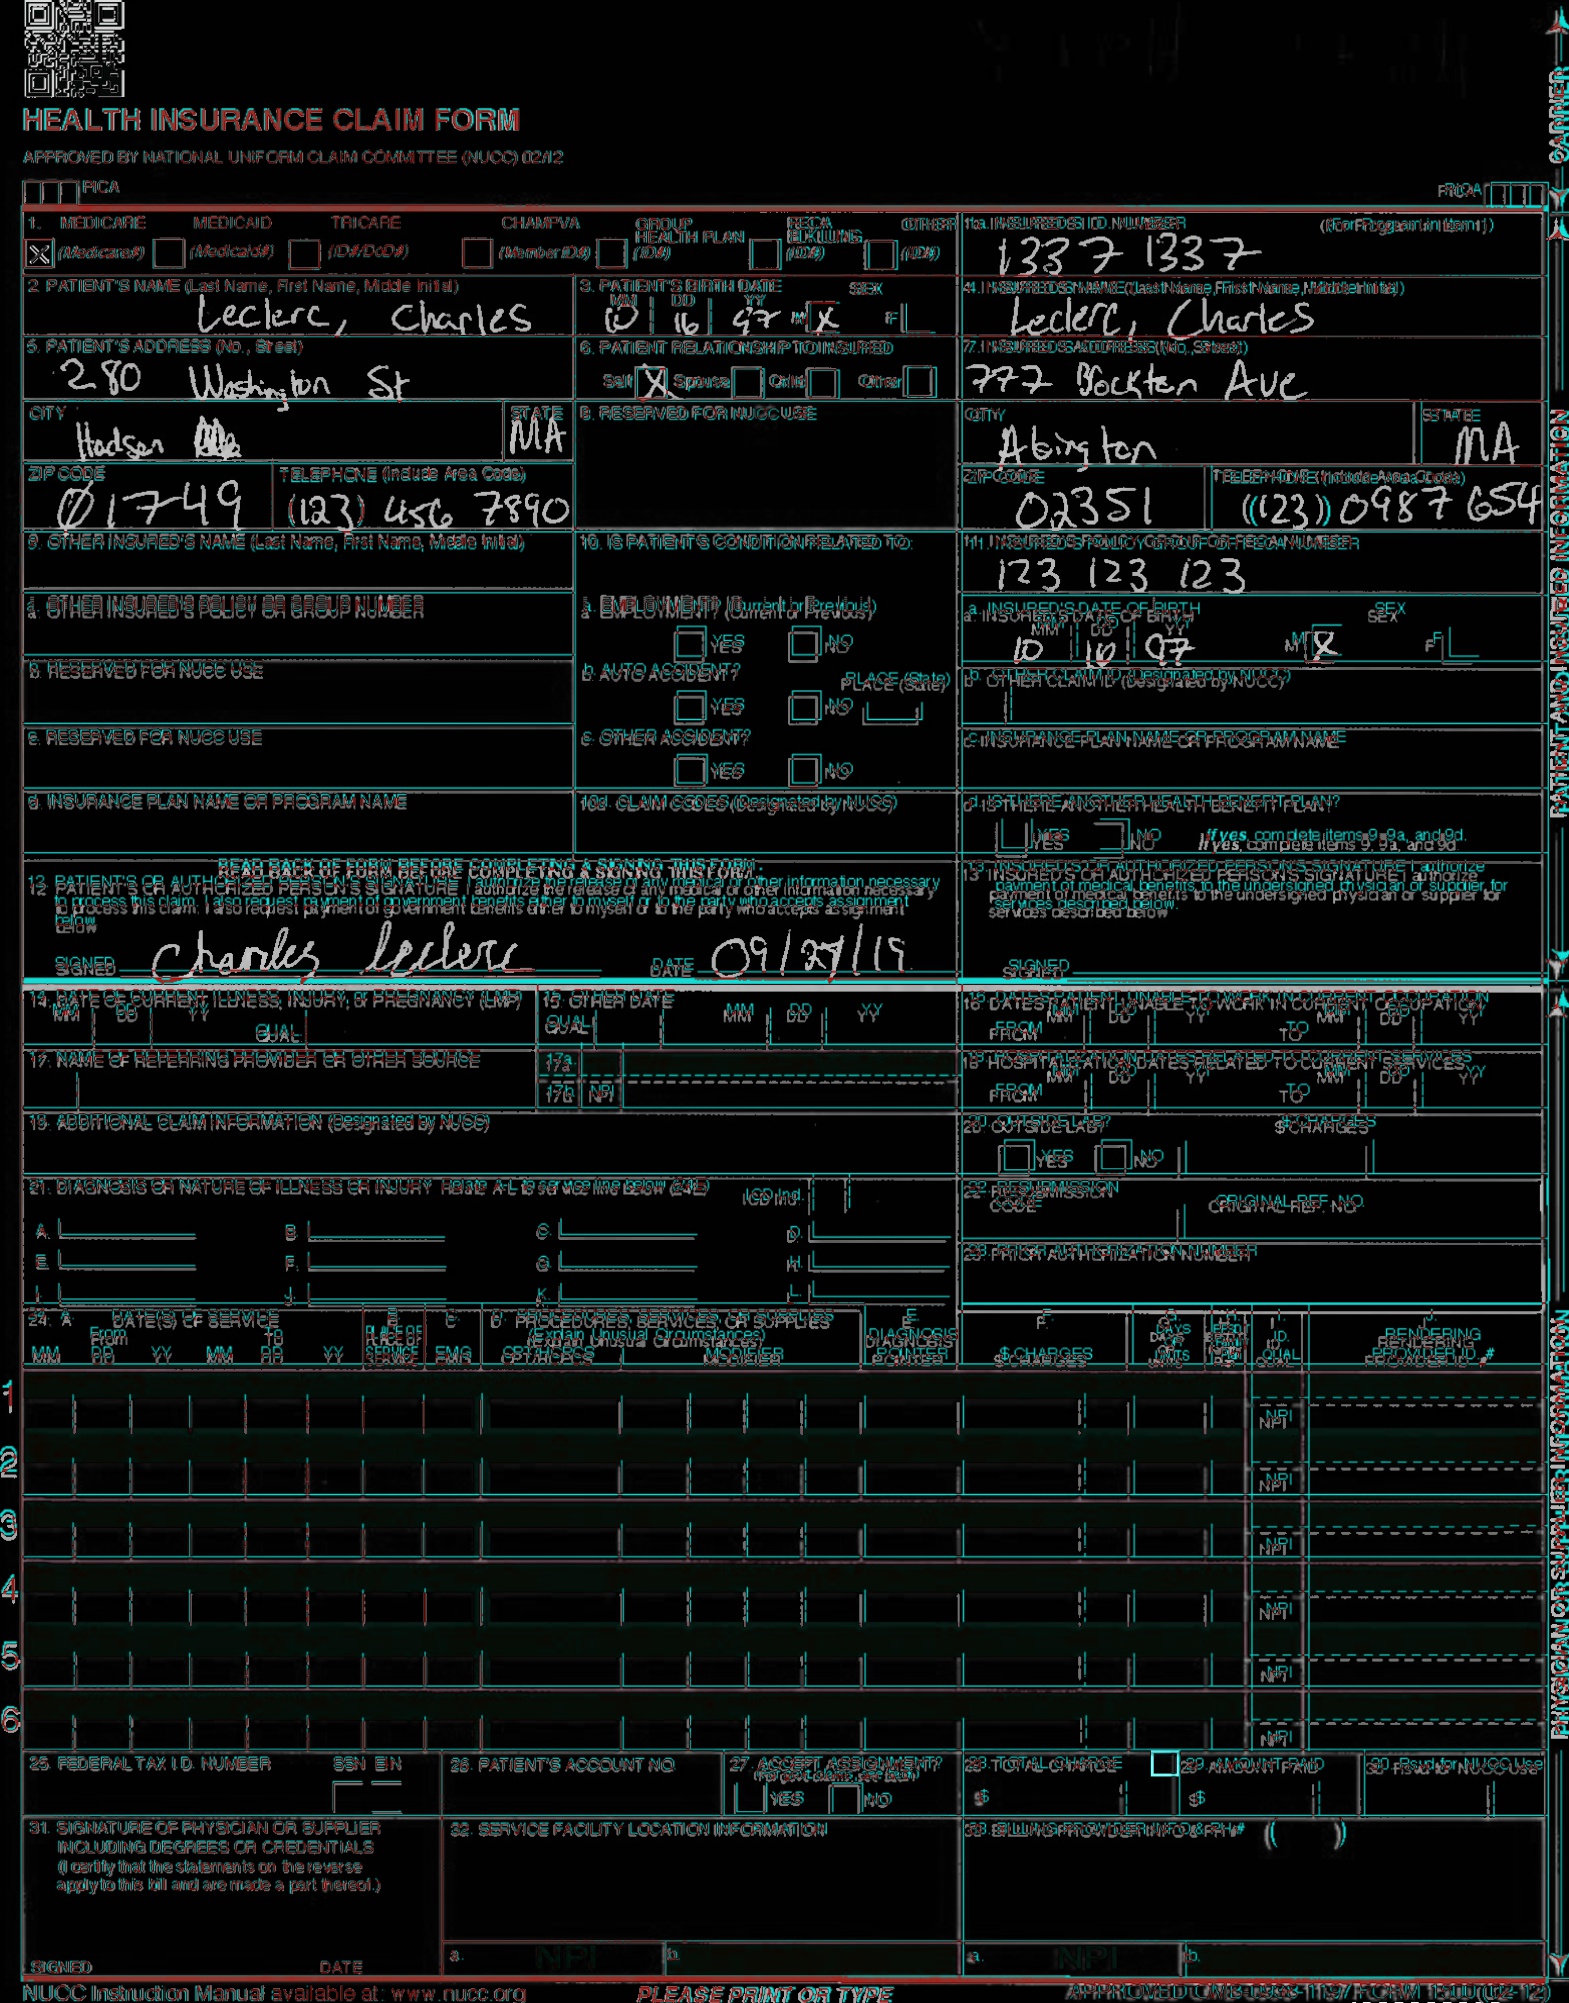 HEALTH INSURANCE CLAIM FORM
APPROVED BY NATIONAL UNIFORM CLAIM COMMITTEE (NUCC) 02/12
PICA PICA
CARRIER
1. MEDICARE MEDICAID TRICARE CHAMPVA GROUP HEALTH PLAN FECA BLKLUNG OTHER
X (Medicare#) (Medicaid#) (ID#/DoD#) (Member ID#) (ID#) (ID#) (ID#)
1a. INSURED'S I.D. NUMBER (For Program in Item 1)
1337 1337
2. PATIENT'S NAME (Last Name, First Name, Middle Initial)
Leclerc, Charles
3. PATIENT'S BIRTH DATE SEX
MM DD YY
10 16 97 M X F
4. INSURED'S NAME (Last Name, First Name, Middle Initial)
Leclerc, Charles
5. PATIENT'S ADDRESS (No., Street)
280 Washington St
6. PATIENT RELATIONSHIP TO INSURED
Self X Spouse Child Other
7. INSURED'S ADDRESS (No., Street)
777 Brockton Ave
CITY STATE
Hudson MA
8. RESERVED FOR NUCC USE
CITY STATE
Abington MA
ZIP CODE TELEPHONE (Include Area Code)
01749 (123) 456 7890
ZIP CODE TELEPHONE (Include Area Code)
02351 (123) 0987 654
9. OTHER INSURED'S NAME (Last Name, First Name, Middle Initial)
10. IS PATIENT'S CONDITION RELATED TO:
11. INSURED'S POLICY GROUP OR FECA NUMBER
123 123 123
a. OTHER INSURED'S POLICY OR GROUP NUMBER
a. EMPLOYMENT? (Current or Previous)
YES NO
a. INSURED'S DATE OF BIRTH SEX
MM DD YY
10 16 97 M X F
b. RESERVED FOR NUCC USE
b. AUTO ACCIDENT? PLACE (State)
YES NO
b. OTHER CLAIM ID (Designated by NUCC)
c. RESERVED FOR NUCC USE
c. OTHER ACCIDENT?
YES NO
c. INSURANCE PLAN NAME OR PROGRAM NAME
d. INSURANCE PLAN NAME OR PROGRAM NAME
10d. CLAIM CODES (Designated by NUCC)
d. IS THERE ANOTHER HEALTH BENEFIT PLAN?
YES NO If yes, complete items 9, 9a, and 9d.
READ BACK OF FORM BEFORE COMPLETING & SIGNING THIS FORM.
12. PATIENT'S OR AUTHORIZED PERSON'S SIGNATURE I authorize the release of any medical or other information necessary
to process this claim. I also request payment of government benefits either to myself or to the party who accepts assignment
below.
SIGNED Charles Leclerc DATE 09/27/19
13. INSURED'S OR AUTHORIZED PERSON'S SIGNATURE I authorize
payment of medical benefits to the undersigned physician or supplier for
services described below.
SIGNED
PATIENT AND INSURED INFORMATION
14. DATE OF CURRENT ILLNESS, INJURY, or PREGNANCY (LMP)
MM DD YY QUAL.
15. OTHER DATE
QUAL. MM DD YY
16. DATES PATIENT UNABLE TO WORK IN CURRENT OCCUPATION
MM DD YY MM DD YY
FROM TO
17. NAME OF REFERRING PROVIDER OR OTHER SOURCE
17a.
17b. NPI
18. HOSPITALIZATION DATES RELATED TO CURRENT SERVICES
MM DD YY MM DD YY
FROM TO
19. ADDITIONAL CLAIM INFORMATION (Designated by NUCC)
20. OUTSIDE LAB? $ CHARGES
YES NO
21. DIAGNOSIS OR NATURE OF ILLNESS OR INJURY Relate A-L to service line below (24E)
ICD Ind.
A. B. C. D.
E. F. G. H.
I. J. K. L.
22. RESUBMISSION CODE ORIGINAL REF. NO.
23. PRIOR AUTHORIZATION NUMBER
24. A. DATE(S) OF SERVICE B. C. D. PROCEDURES, SERVICES, OR SUPPLIES E. F. G. H. I. J.
From To PLACE OF (Explain Unusual Circumstances) DIAGNOSIS DAYS OR ID. RENDERING
MM DD YY MM DD YY SERVICE EMG CPT/HCPCS MODIFIER POINTER $ CHARGES UNITS QUAL. PROVIDER ID. #
1 NPI
2 NPI
3 NPI
4 NPI
5 NPI
6 NPI
PHYSICIAN OR SUPPLIER INFORMATION
25. FEDERAL TAX I.D. NUMBER SSN EIN
26. PATIENT'S ACCOUNT NO.
27. ACCEPT ASSIGNMENT?
YES NO
28. TOTAL CHARGE
$
29. AMOUNT PAID
$
30. Rsvd for NUCC Use
31. SIGNATURE OF PHYSICIAN OR SUPPLIER
INCLUDING DEGREES OR CREDENTIALS
(I certify that the statements on the reverse
apply to this bill and are made a part thereof.)
SIGNED DATE
32. SERVICE FACILITY LOCATION INFORMATION
a. NPI b.
33. BILLING PROVIDER INFO & PH# ( )
a. NPI b.
NUCC Instruction Manual available at: www.nucc.org
PLEASE PRINT OR TYPE
APPROVED OMB-0938-1197 FORM 1500 (02-12)